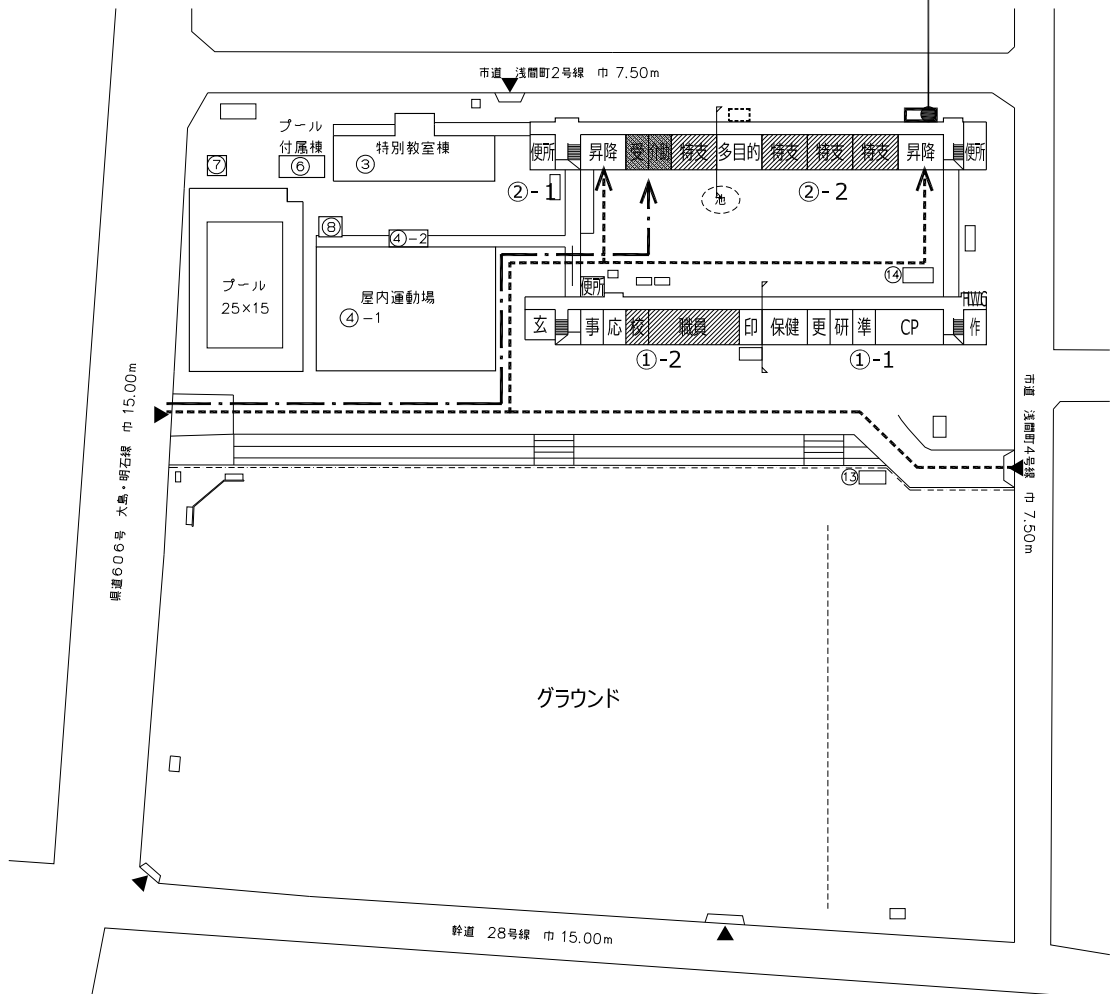 市道 浅間町2号線 巾 7.50m
プール
付属棟
⑦
⑥
特別教室棟
③
便所
昇降
受
特支
多目的
特支
特支
特支
昇降
便所
②-1
②-2
池
⑧
④-2
プール
25×15
屋内運動場
④-1
便所
⑭
HWC
玄
事
応
校
職員
印
保健
更
研
準
CP
作
①-2
①-1
県道606号 大島・明石線 巾 15.00m
市道 浅間町4号線 巾 7.50m
⑬
グラウンド
幹道 28号線 巾 15.00m